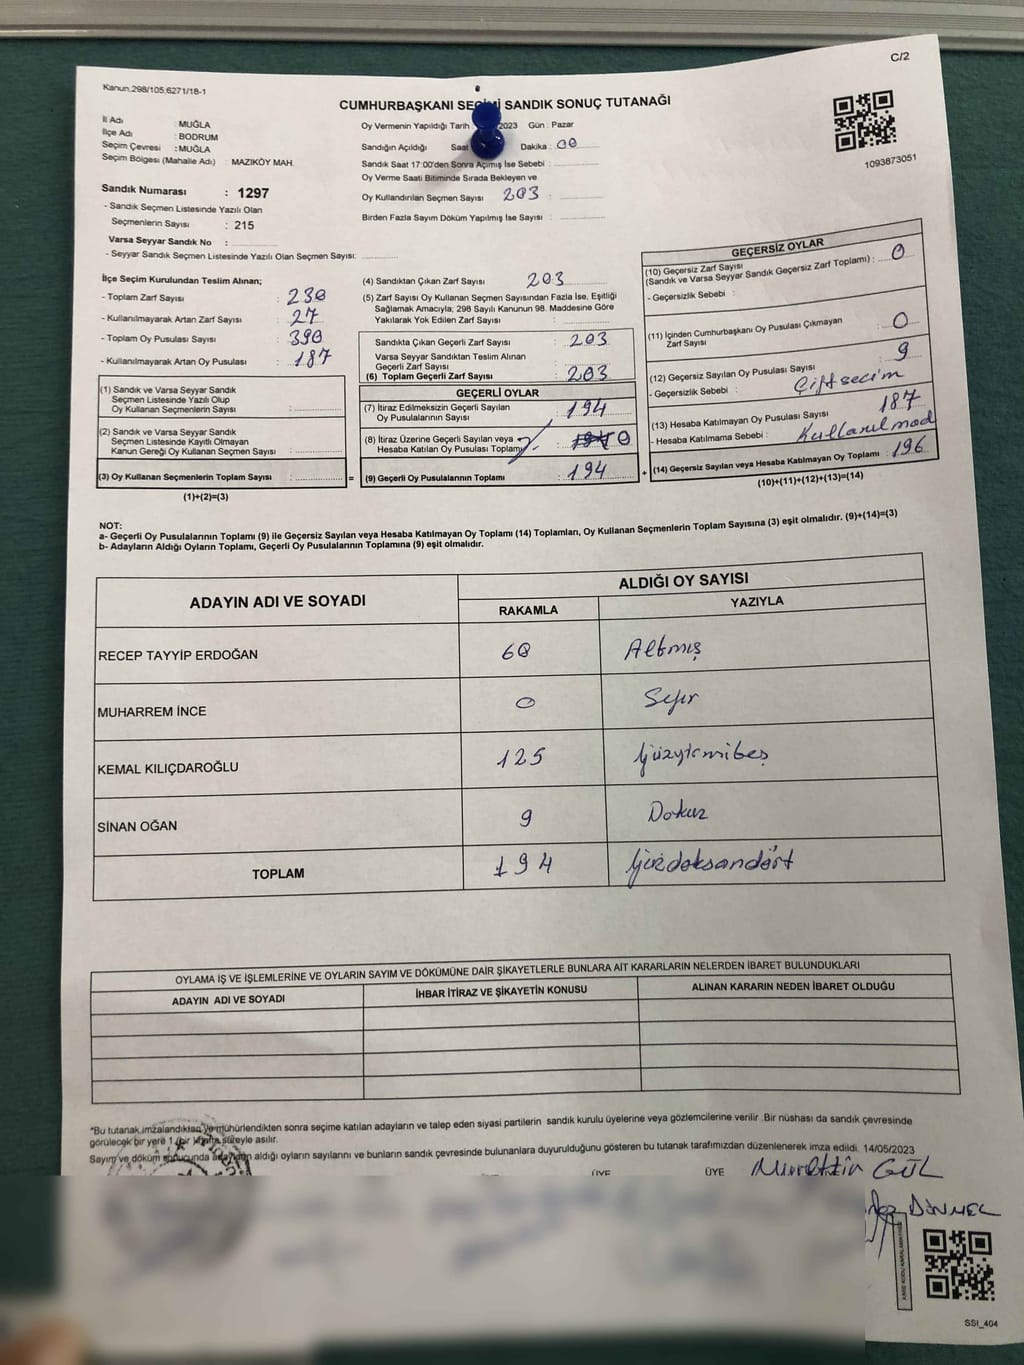 C/2
Kanun,298/105;6271/18-1
CUMHURBAŞKANI SEÇİMİ SANDIK SONUÇ TUTANAĞI
1093873051
İl Adı : MUĞLA
İlçe Adı : BODRUM
Seçim Çevresi : MUĞLA
Seçim Bölgesi (Mahalle Adı) : MAZIKÖY MAH.
Sandık Numarası : 1297
- Sandık Seçmen Listesinde Yazılı Olan
Seçmenlerin Sayısı : 215
Varsa Seyyar Sandık No :
- Seyyar Sandık Seçmen Listesinde Yazılı Olan Seçmen Sayısı:
Oy Vermenin Yapıldığı Tarih 2023 Gün : Pazar
Sandığın Açıldığı Saat Dakika : 00
Sandık Saat 17:00'den Sonra Açılmış İse Sebebi :
Oy Verme Saati Bitiminde Sırada Bekleyen ve
Oy Kullandırılan Seçmen Sayısı : 203
Birden Fazla Sayım Döküm Yapılmış İse Sayısı :
İlçe Seçim Kurulundan Teslim Alınan;
- Toplam Zarf Sayısı : 230
- Kullanılmayarak Artan Zarf Sayısı : 27
- Toplam Oy Pusulası Sayısı : 390
- Kullanılmayarak Artan Oy Pusulası : 187
(1) Sandık ve Varsa Seyyar Sandık
Seçmen Listesinde Yazılı Olup
Oy Kullanan Seçmenlerin Sayısı :
(2) Sandık ve Varsa Seyyar Sandık
Seçmen Listesinde Kayıtlı Olmayan
Kanun Gereği Oy Kullanan Seçmen Sayısı :
(3) Oy Kullanan Seçmenlerin Toplam Sayısı : =
(1)+(2)=(3)
(4) Sandıktan Çıkan Zarf Sayısı : 203
(5) Zarf Sayısı Oy Kullanan Seçmen Sayısından Fazla İse, Eşitliği
Sağlamak Amacıyla; 298 Sayılı Kanunun 98. Maddesine Göre
Yakılarak Yok Edilen Zarf Sayısı :
Sandıkta Çıkan Geçerli Zarf Sayısı : 203
Varsa Seyyar Sandıktan Teslim Alınan
Geçerli Zarf Sayısı :
(6) Toplam Geçerli Zarf Sayısı : 203
GEÇERLİ OYLAR
(7) İtiraz Edilmeksizin Geçerli Sayılan
Oy Pusulalarının Sayısı : 194
(8) İtiraz Üzerine Geçerli Sayılan veya
Hesaba Katılan Oy Pusulası Toplamı : 0
(9) Geçerli Oy Pusulalarının Toplamı : 194 +
GEÇERSİZ OYLAR
(10) Geçersiz Zarf Sayısı
(Sandık ve Varsa Seyyar Sandık Geçersiz Zarf Toplamı) : 0
- Geçersizlik Sebebi :
(11) İçinden Cumhurbaşkanı Oy Pusulası Çıkmayan
Zarf Sayısı : 0
(12) Geçersiz Sayılan Oy Pusulası Sayısı : 9
- Geçersizlik Sebebi : Çift secim
(13) Hesaba Katılmayan Oy Pusulası Sayısı : 187
- Hesaba Katılmama Sebebi : Kullanılmadı
(14) Geçersiz Sayılan veya Hesaba Katılmayan Oy Toplamı : 196
(10)+(11)+(12)+(13)=(14)
NOT:
a- Geçerli Oy Pusulalarının Toplamı (9) ile Geçersiz Sayılan veya Hesaba Katılmayan Oy Toplamı (14) Toplamları, Oy Kullanan Seçmenlerin Toplam Sayısına (3) eşit olmalıdır. (9)+(14)=(3)
b- Adayların Aldığı Oyların Toplamı, Geçerli Oy Pusulalarının Toplamına (9) eşit olmalıdır.
ADAYIN ADI VE SOYADI
ALDIĞI OY SAYISI
RAKAMLA YAZIYLA
RECEP TAYYİP ERDOĞAN 60 Altmış
MUHARREM İNCE 0 Sıfır
KEMAL KILIÇDAROĞLU 125 Yüzyirmibeş
SİNAN OĞAN 9 Dokuz
TOPLAM 194 Yüzdoksandört
OYLAMA İŞ VE İŞLEMLERİNE VE OYLARIN SAYIM VE DÖKÜMÜNE DAİR ŞİKAYETLERLE BUNLARA AİT KARARLARIN NELERDEN İBARET BULUNDUKLARI
ADAYIN ADI VE SOYADI İHBAR İTİRAZ VE ŞİKAYETİN KONUSU ALINAN KARARIN NEDEN İBARET OLDUĞU
*Bu tutanak imzalandıktan ve mühürlendikten sonra seçime katılan adayların ve talep eden siyasi partilerin sandık kurulu üyelerine veya gözlemcilerine verilir. Bir nüshası da sandık çevresinde
görülecek bir yere 1 (bir) hafta süreyle asılır.
Sayım ve döküm sonucunda adayların aldığı oyların sayılarını ve bunların sandık çevresinde bulunanlara duyurulduğunu gösteren bu tutanak tarafımızdan düzenlenerek imza edildi. 14/05/2023
ÜYE ÜYE Nurettin GÜL
DÖNMEZ
SSI_404